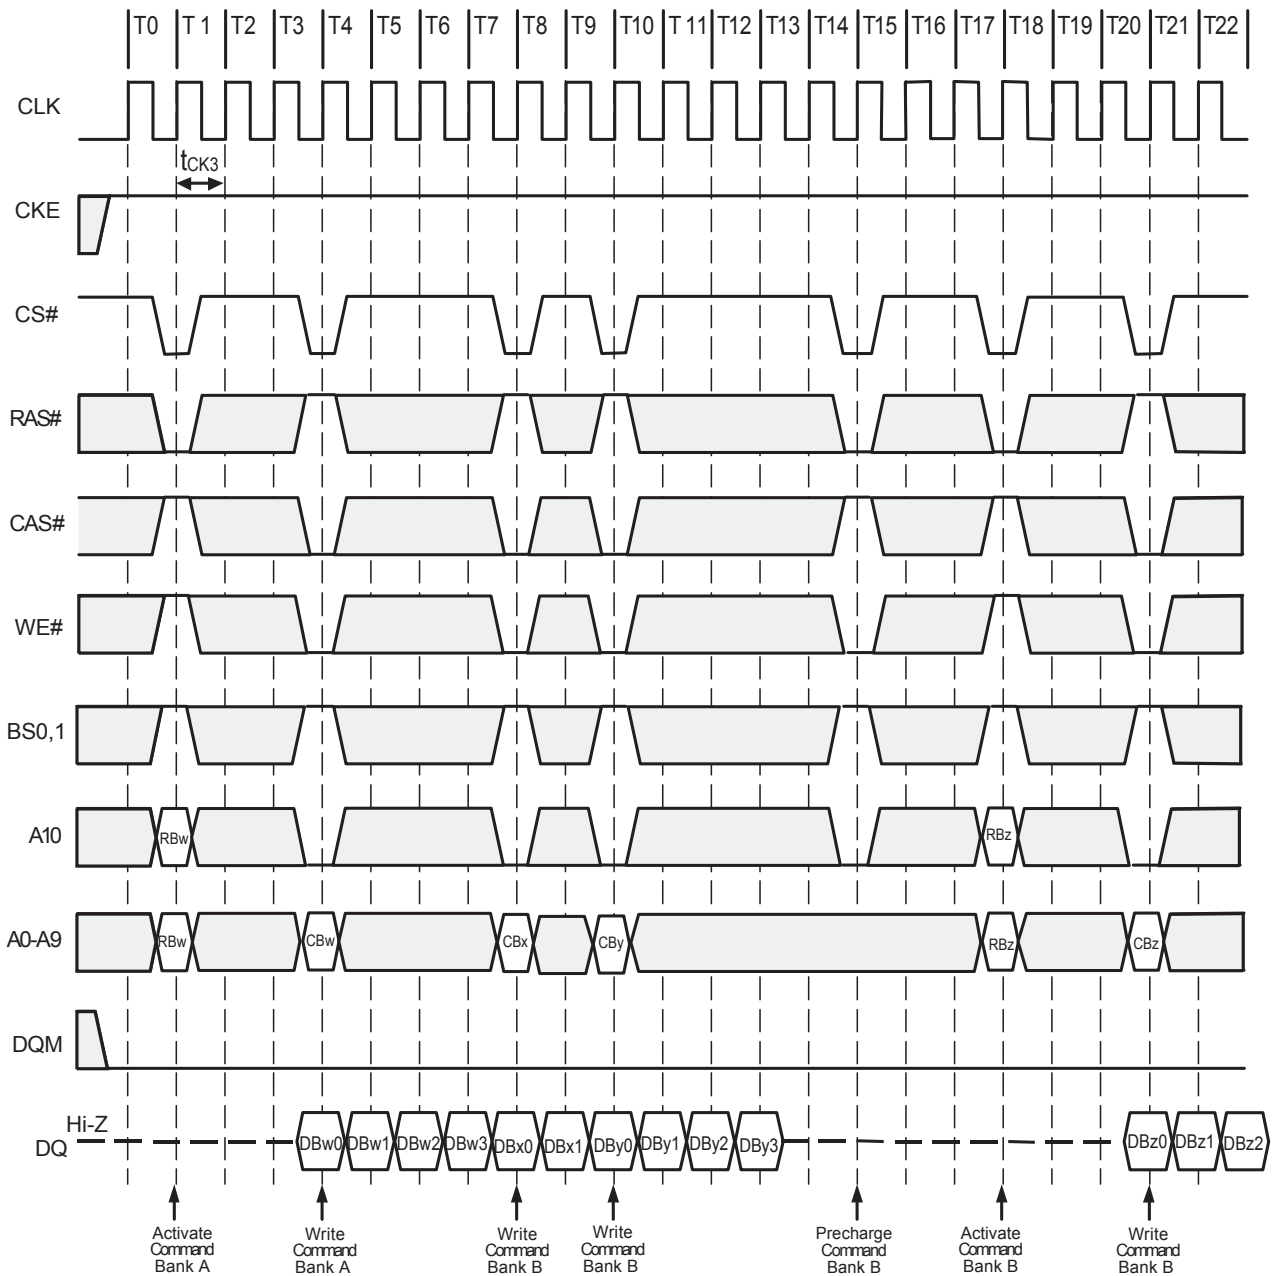 T0 T 1 T2 T3 T4 T5 T6 T7 T8 T9 T10 T 11 T12 T13 T14 T15 T16 T17 T18 T19 T20 T21 T22
CLK
tCK3
CKE
CS#
RAS#
CAS#
WE#
BS0,1
A10 RBw RBz
A0-A9 RBw CBw CBx CBy RBz CBz
DQM
Hi-Z
DQ DBw0 DBw1 DBw2 DBw3 DBx0 DBx1 DBy0 DBy1 DBy2 DBy3 DBz0 DBz1 DBz2
Activate
Command
Bank A
Write
Command
Bank A
Write
Command
Bank B
Write
Command
Bank B
Precharge
Command
Bank B
Activate
Command
Bank B
Write
Command
Bank B